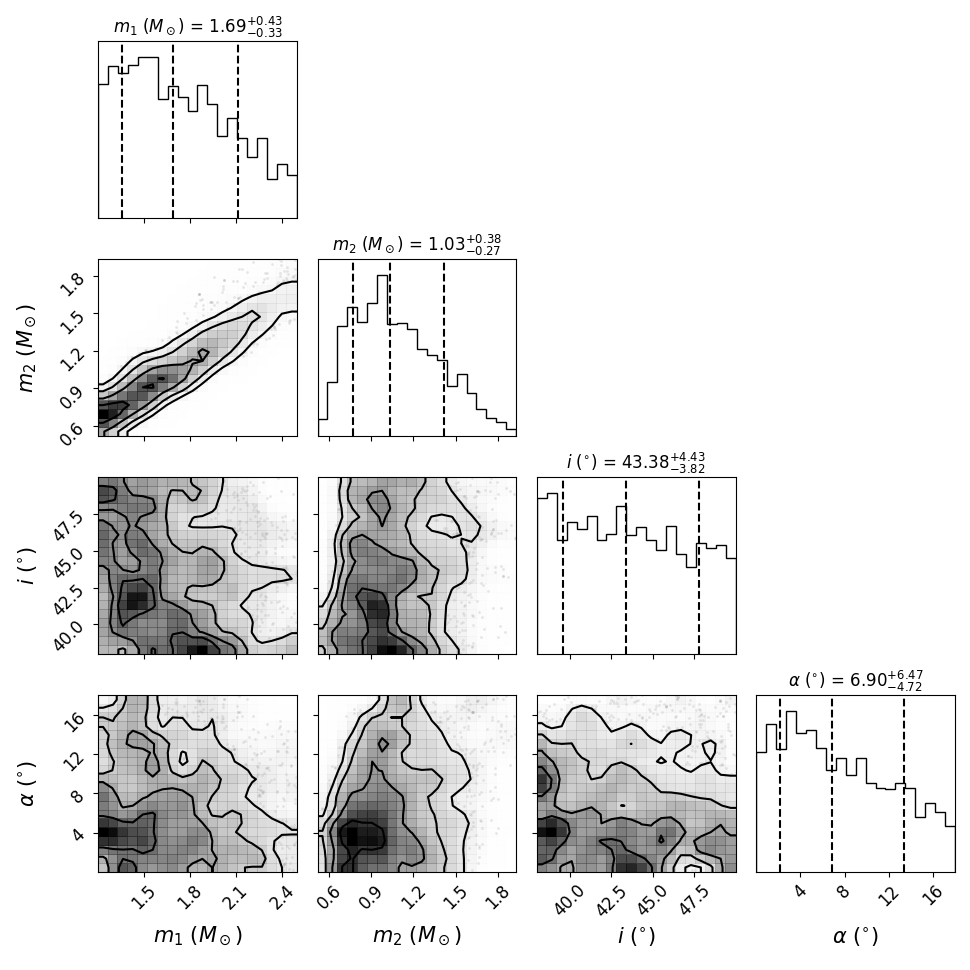 m₁ (M⊙) = 1.69+0.43−0.33
m₂ (M⊙) = 1.03+0.38−0.27
1.8
1.5
1.2
0.9
0.6
m₂ (M⊙)
i (°) = 43.38+4.43−3.82
47.5
45.0
42.5
40.0
i (°)
α (°) = 6.90+6.47−4.72
16
12
8
4
α (°)
1.5 1.8 2.1 2.4
0.6 0.9 1.2 1.5 1.8
40.0 42.5 45.0 47.5
4 8 12 16
m₁ (M⊙) m₂ (M⊙) i (°) α (°)